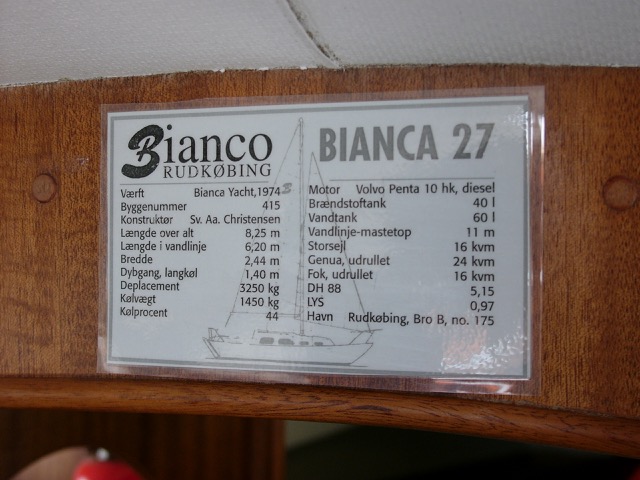 Bianco
RUDKØBING
Værft Bianca Yacht,1974
Byggenummer 415
Konstruktør Sv. Aa. Christensen
Længde over alt 8,25 m
Længde i vandlinje 6,20 m
Bredde 2,44 m
Dybgang, langkøl 1,40 m
Deplacement 3250 kg
Kølvægt 1450 kg
Kølprocent 44
BIANCA 27
Motor Volvo Penta 10 hk, diesel
Brændstoftank 40 l
Vandtank 60 l
Vandlinje-mastetop 11 m
Storsejl 16 kvm
Genua, udrullet 24 kvm
Fok, udrullet 16 kvm
DH 88 5,15
LYS 0,97
Havn Rudkøbing, Bro B, no. 175